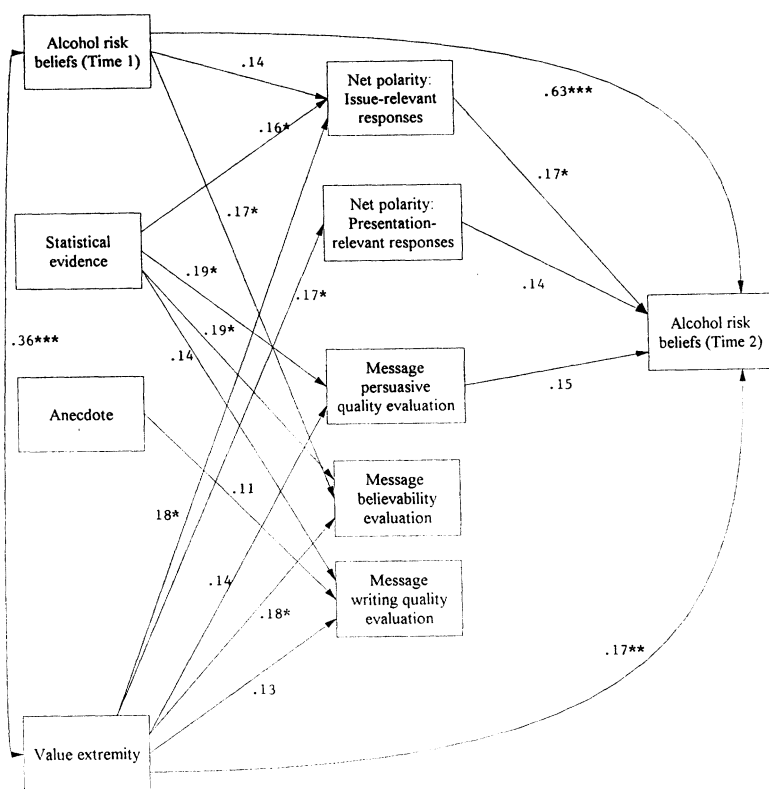 Alcohol risk
beliefs (Time 1)
.14
Net polarity:
Issue-relevant
responses
.63***
.16*
.17*
.17*
Net polarity:
Presentation-
relevant responses
Statistical
evidence
.19*
.17*
.14
.19*
.14
.36***
Alcohol risk
beliefs (Time 2)
Message
persuasive
quality evaluation
.15
Anecdote
Message
believability
evaluation
.11
18*
Message
writing quality
evaluation
.14
.18*
.17**
.13
Value extremity